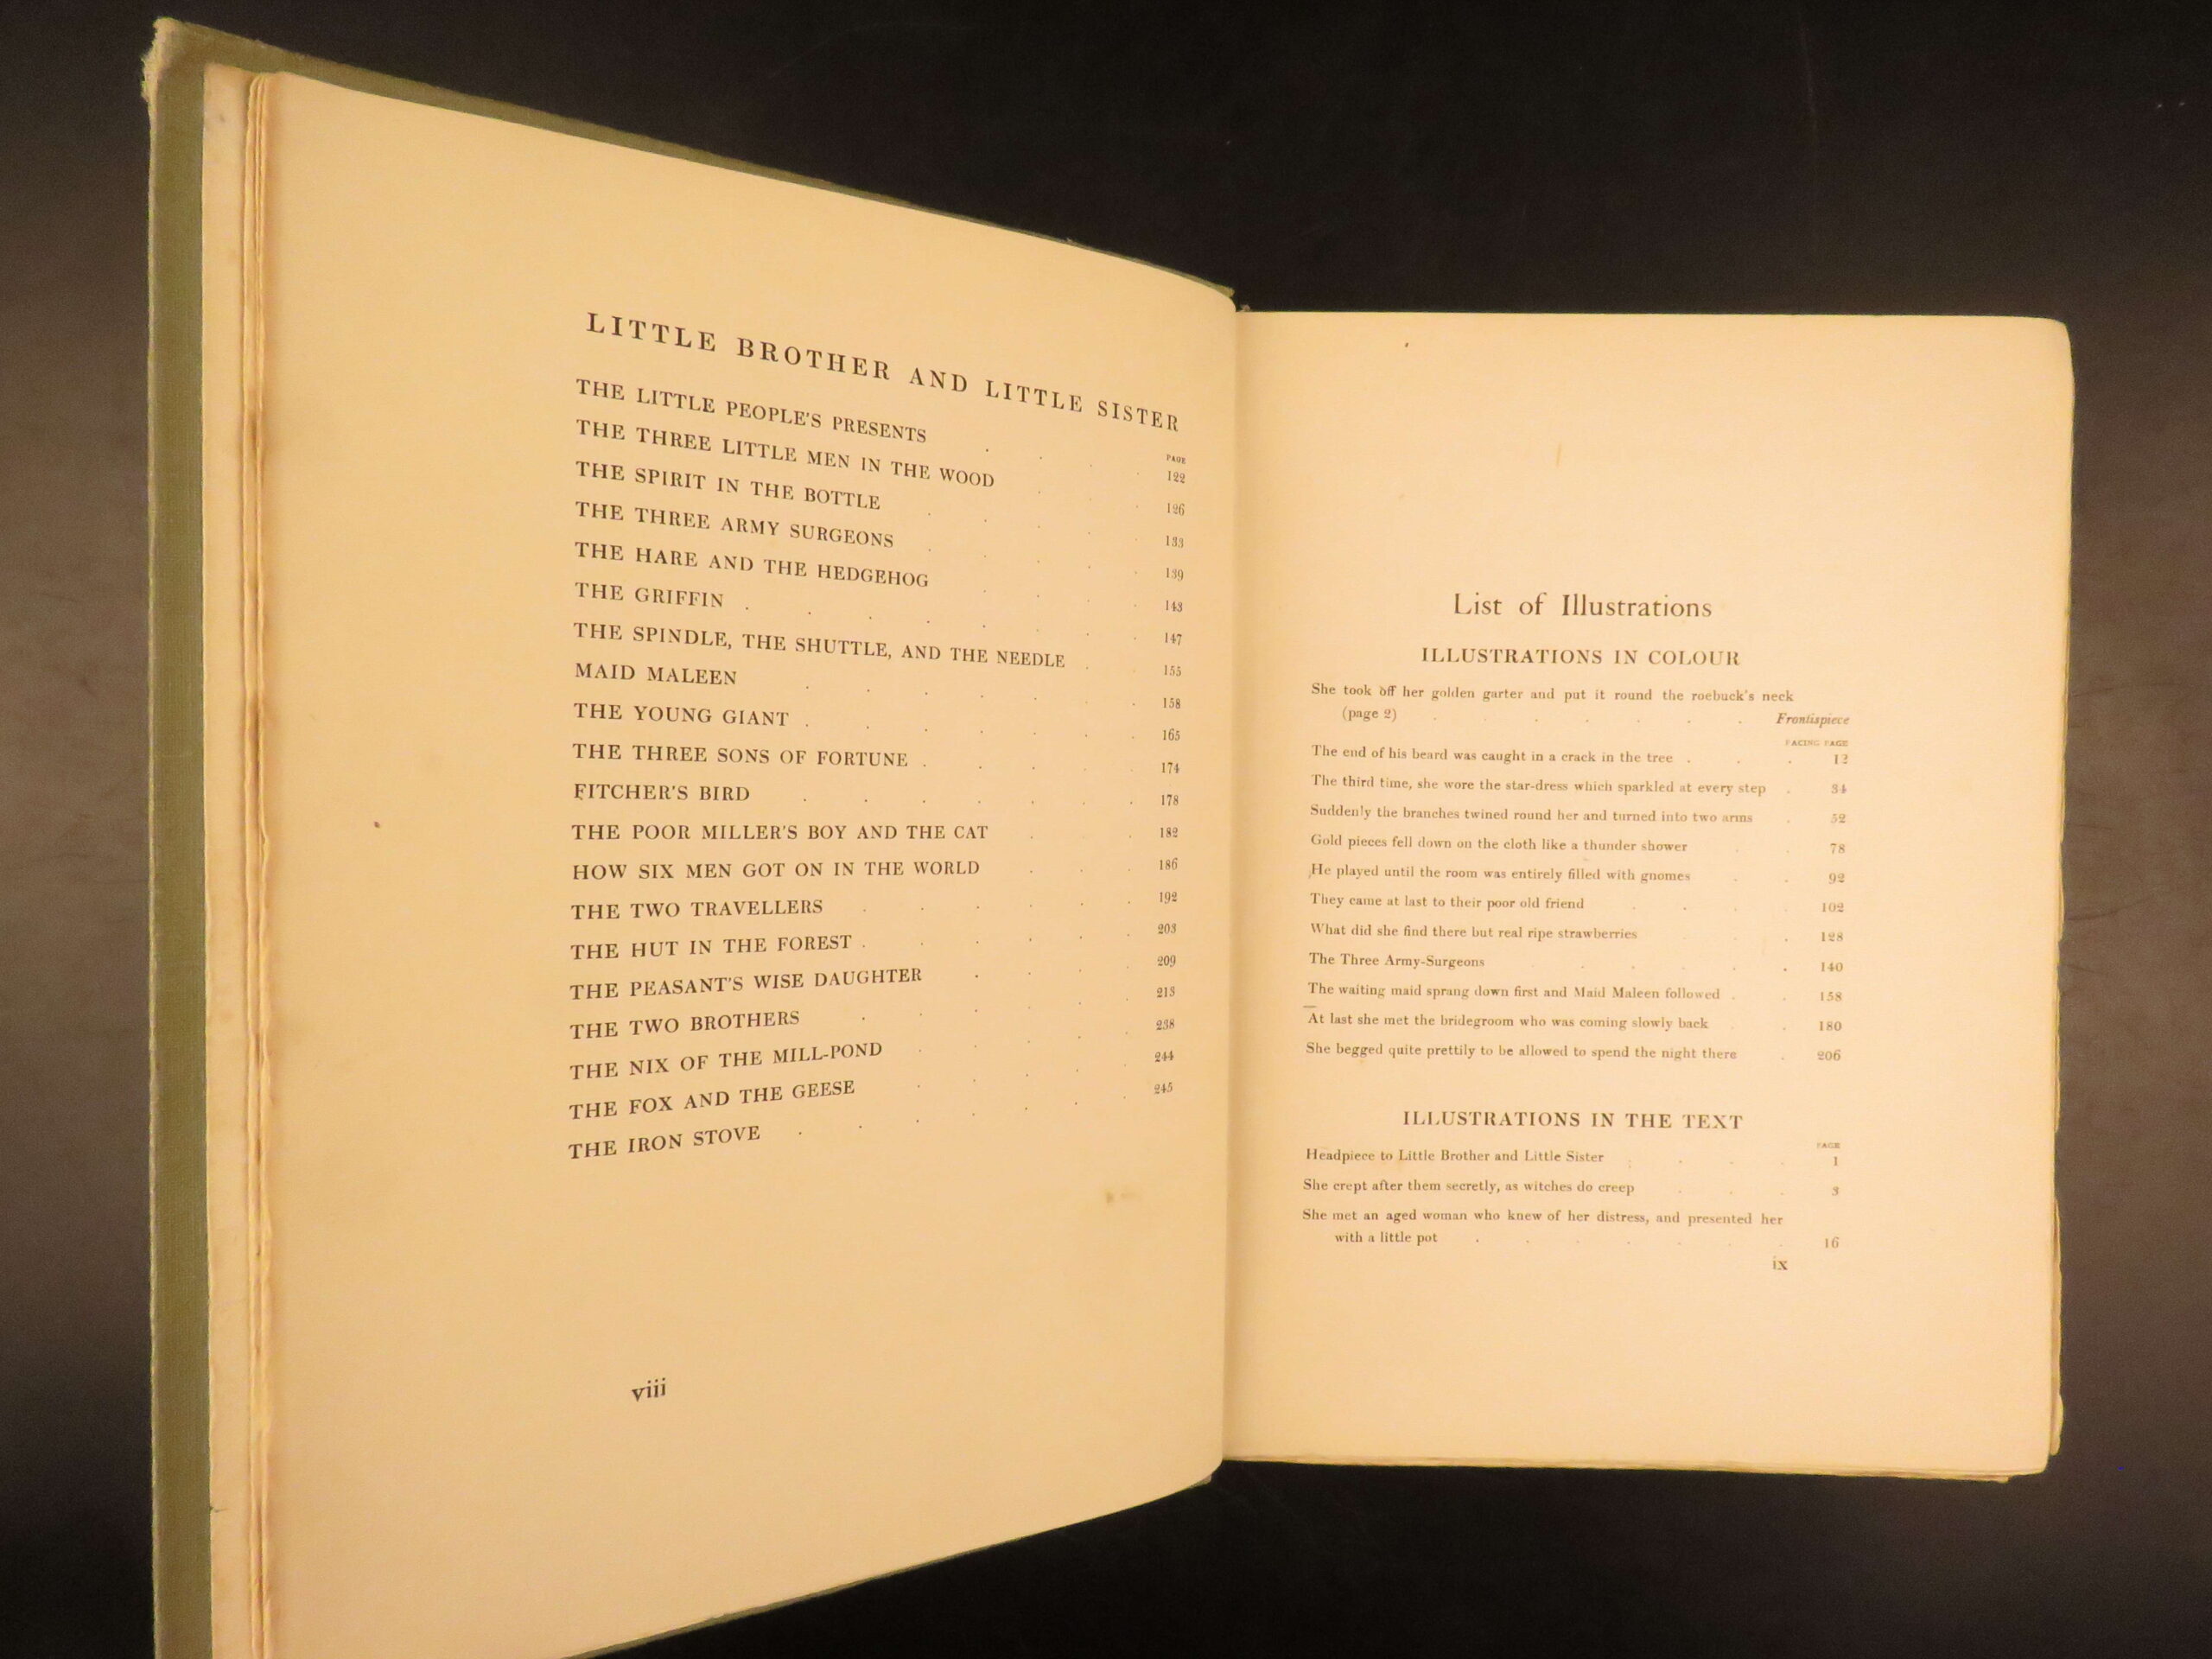 LITTLE BROTHER AND LITTLE SISTER
PAGE
THE LITTLE PEOPLE'S PRESENTS 122
THE THREE LITTLE MEN IN THE WOOD 126
THE SPIRIT IN THE BOTTLE 133
THE THREE ARMY SURGEONS 139
THE HARE AND THE HEDGEHOG 143
THE GRIFFIN 147
THE SPINDLE, THE SHUTTLE, AND THE NEEDLE 155
MAID MALEEN 158
THE YOUNG GIANT 165
THE THREE SONS OF FORTUNE 174
FITCHER'S BIRD 178
THE POOR MILLER'S BOY AND THE CAT 182
HOW SIX MEN GOT ON IN THE WORLD 186
THE TWO TRAVELLERS 192
THE HUT IN THE FOREST 203
THE PEASANT'S WISE DAUGHTER 209
THE TWO BROTHERS 213
THE NIX OF THE MILL-POND 238
THE FOX AND THE GEESE 244
THE IRON STOVE 245
viii
List of Illustrations
ILLUSTRATIONS IN COLOUR
She took off her golden garter and put it round the roebuck's neck
(page 2) Frontispiece
FACING PAGE
The end of his beard was caught in a crack in the tree 12
The third time, she wore the star-dress which sparkled at every step 34
Suddenly the branches twined round her and turned into two arms 52
Gold pieces fell down on the cloth like a thunder shower 78
He played until the room was entirely filled with gnomes 92
They came at last to their poor old friend 102
What did she find there but real ripe strawberries 128
The Three Army-Surgeons 140
The waiting maid sprang down first and Maid Maleen followed 158
At last she met the bridegroom who was coming slowly back 180
She begged quite prettily to be allowed to spend the night there 206
ILLUSTRATIONS IN THE TEXT
PAGE
Headpiece to Little Brother and Little Sister 1
She crept after them secretly, as witches do creep 3
She met an aged woman who knew of her distress, and presented her
with a little pot 16
ix